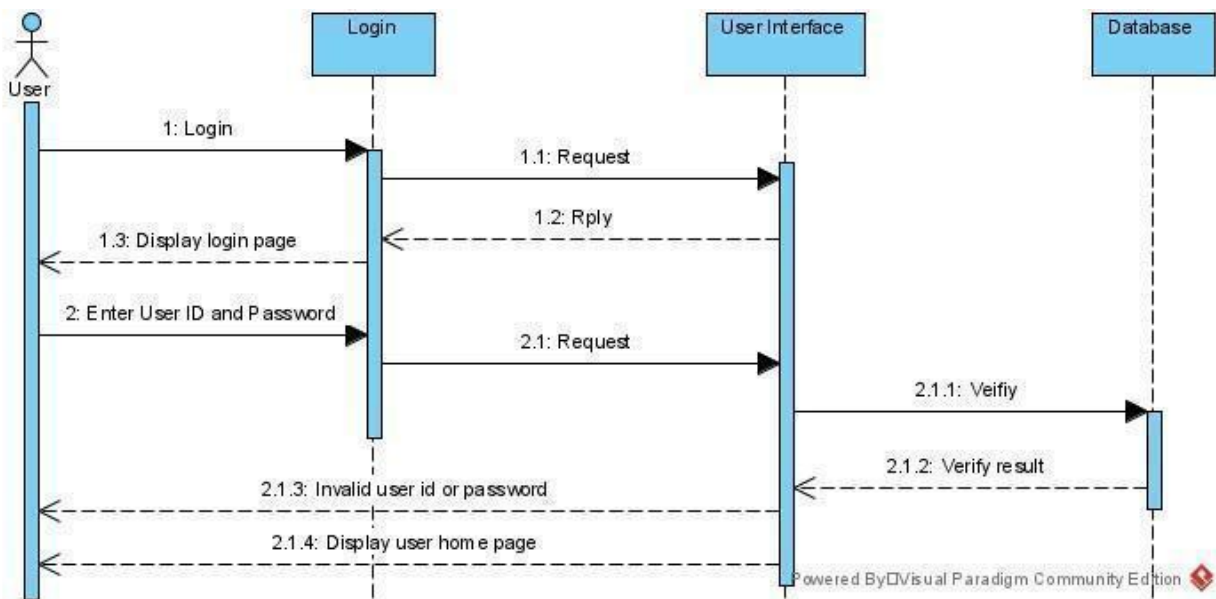 Login
User Interface
Database
User
1: Login
1.1: Request
1.2: Rply
1.3: Display login page
2: Enter User ID and Password
2.1: Request
2.1.1: Veifiy
2.1.2: Verify result
2.1.3: Invalid user id or password
2.1.4: Display user home page
Powered By□Visual Paradigm Community Edition